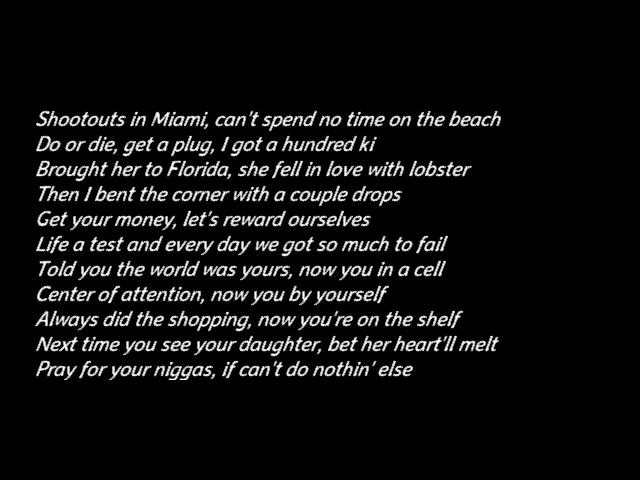 Shootouts in Miami, can't spend no time on the beach
Do or die, get a plug, I got a hundred ki
Brought her to Florida, she fell in love with lobster
Then I bent the corner with a couple drops
Get your money, let's reward ourselves
Life a test and every day we got so much to fail
Told you the world was yours, now you in a cell
Center of attention, now you by yourself
Always did the shopping, now you're on the shelf
Next time you see your daughter, bet her heart'll melt
Pray for your niggas, if can't do nothin' else